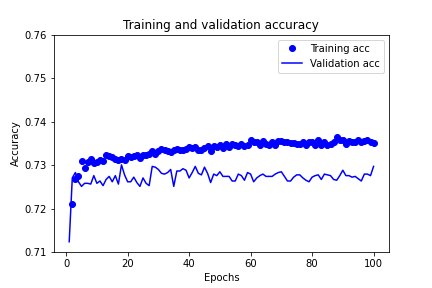 Training and validation accuracy
0.76
0.75
0.74
0.73
0.72
0.71
Accuracy
Training acc
Validation acc
0
20
40
60
80
100
Epochs